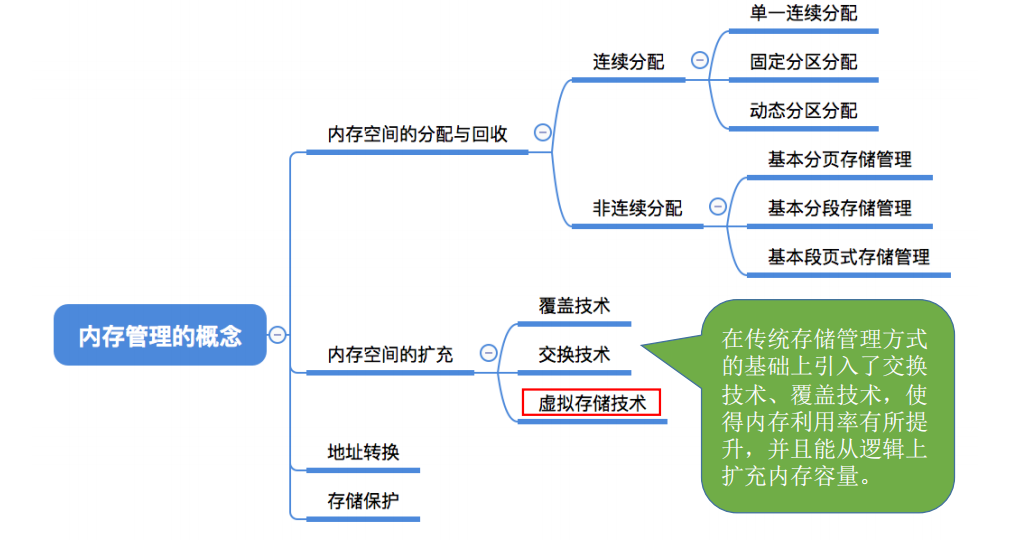 内存管理的概念
内存空间的分配与回收
连续分配
单一连续分配
固定分区分配
动态分区分配
非连续分配
基本分页存储管理
基本分段存储管理
基本段页式存储管理
内存空间的扩充
覆盖技术
交换技术
虚拟存储技术
地址转换
存储保护
在传统存储管理方式
的基础上引入了交换
技术、覆盖技术，使
得内存利用率有所提
升，并且能从逻辑上
扩充内存容量。